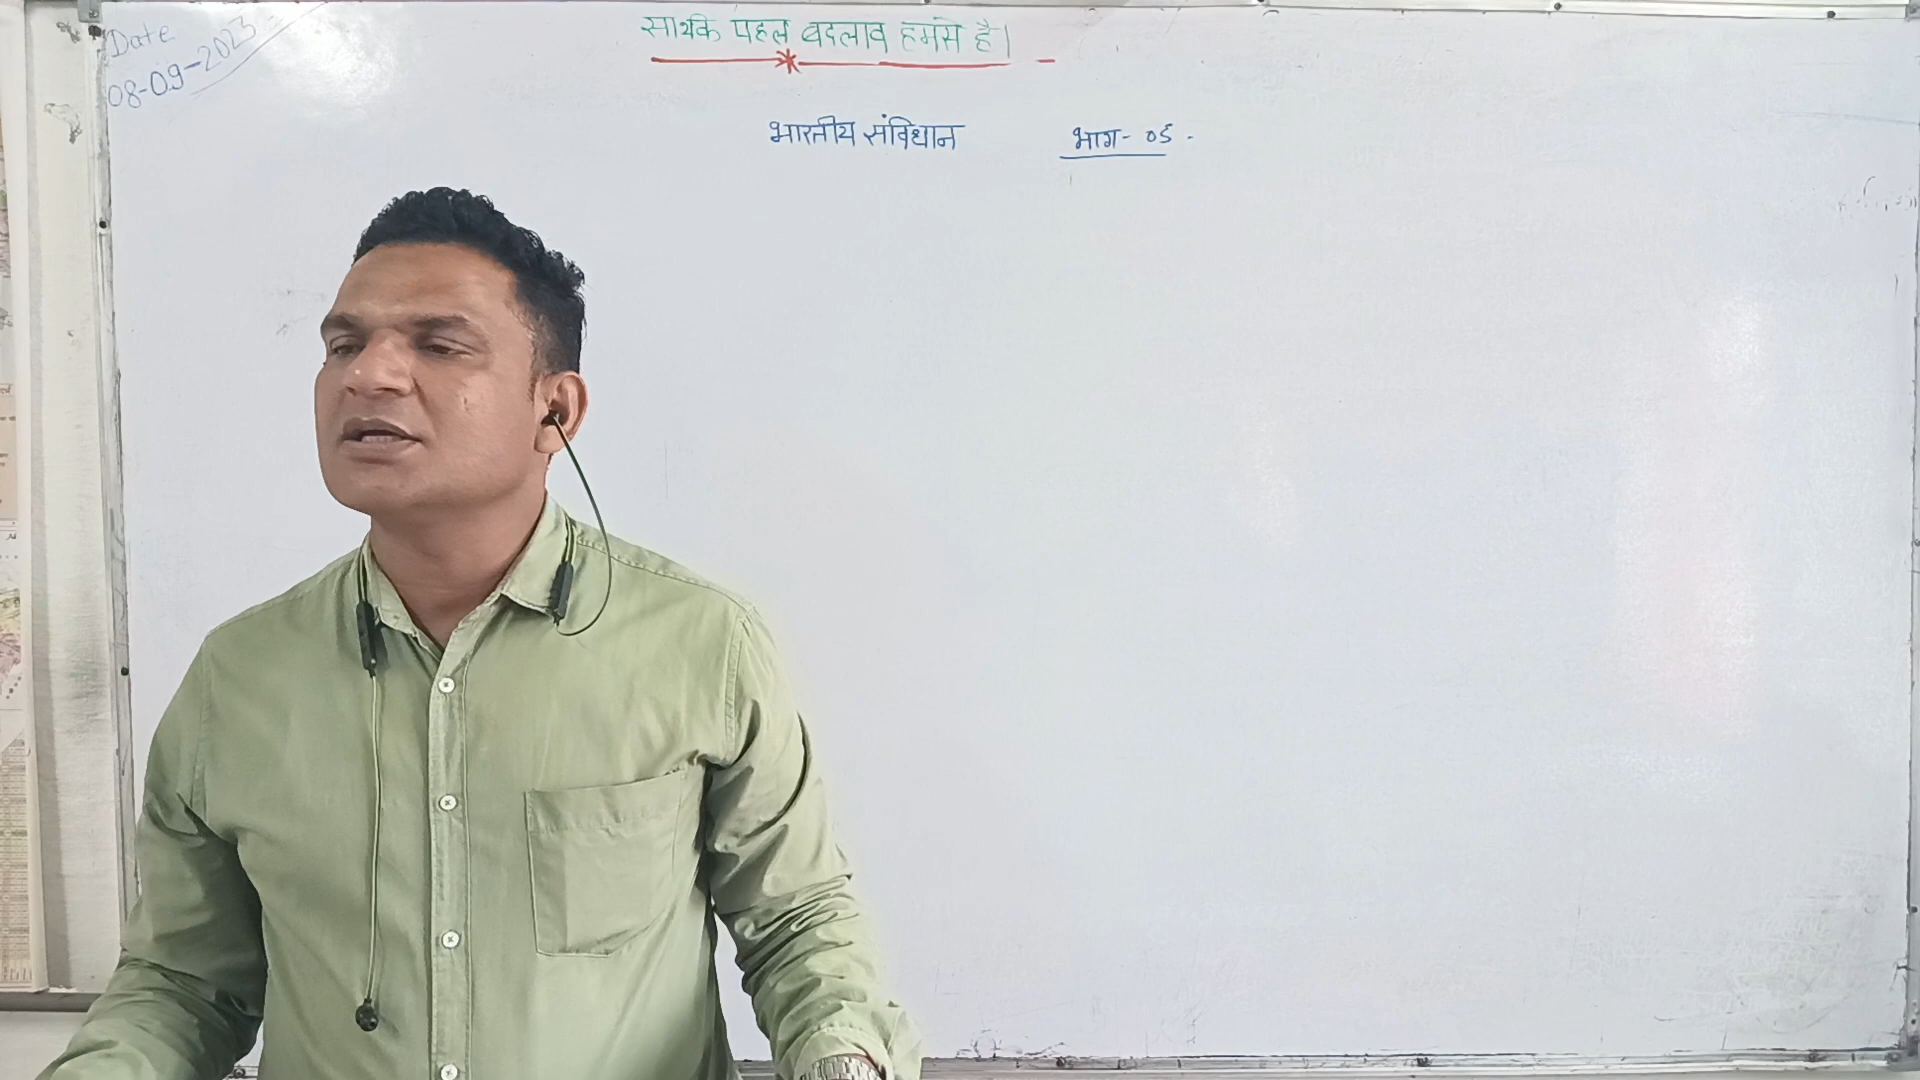 Date
08-09-2023
सार्थक पहल बदलाव हमसे है।
भारतीय संविधान भाग- 05